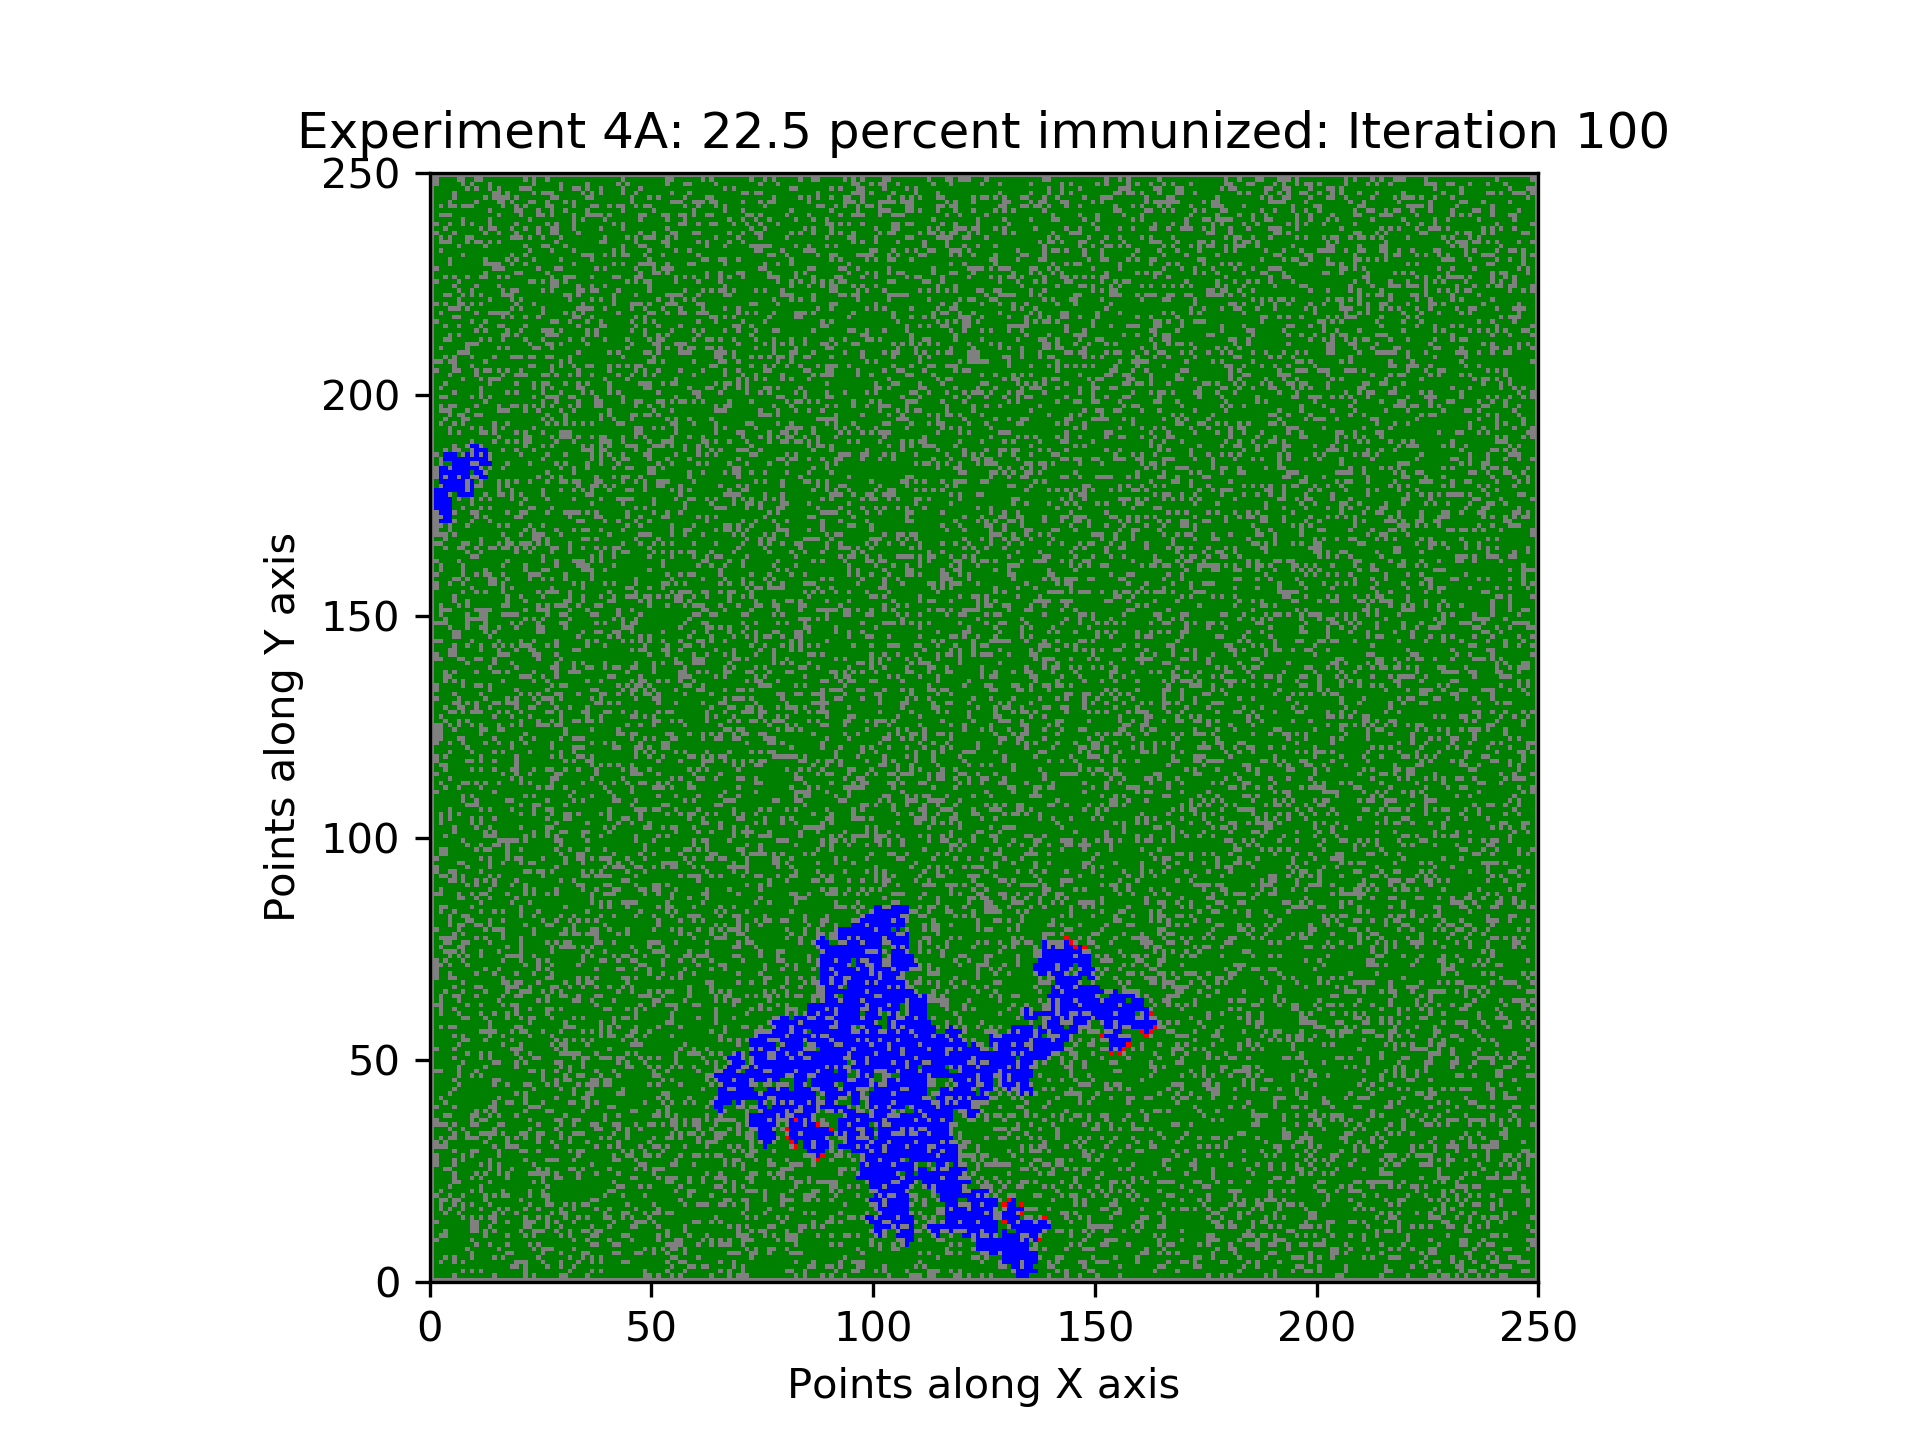 Experiment 4A: 22.5 percent immunized: Iteration 100
250
200
150
100
50
0
Points along Y axis
0 50 100 150 200 250
Points along X axis